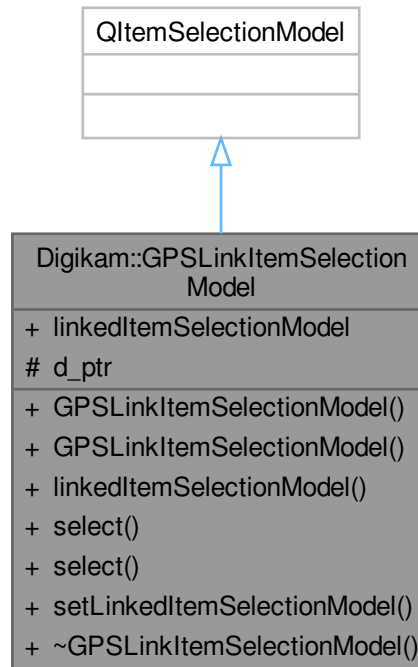 QItemSelectionModel
Digikam::GPSLinkItemSelection
Model
+ linkedItemSelectionModel
# d_ptr
+ GPSLinkItemSelectionModel()
+ GPSLinkItemSelectionModel()
+ linkedItemSelectionModel()
+ select()
+ select()
+ setLinkedItemSelectionModel()
+ ~GPSLinkItemSelectionModel()